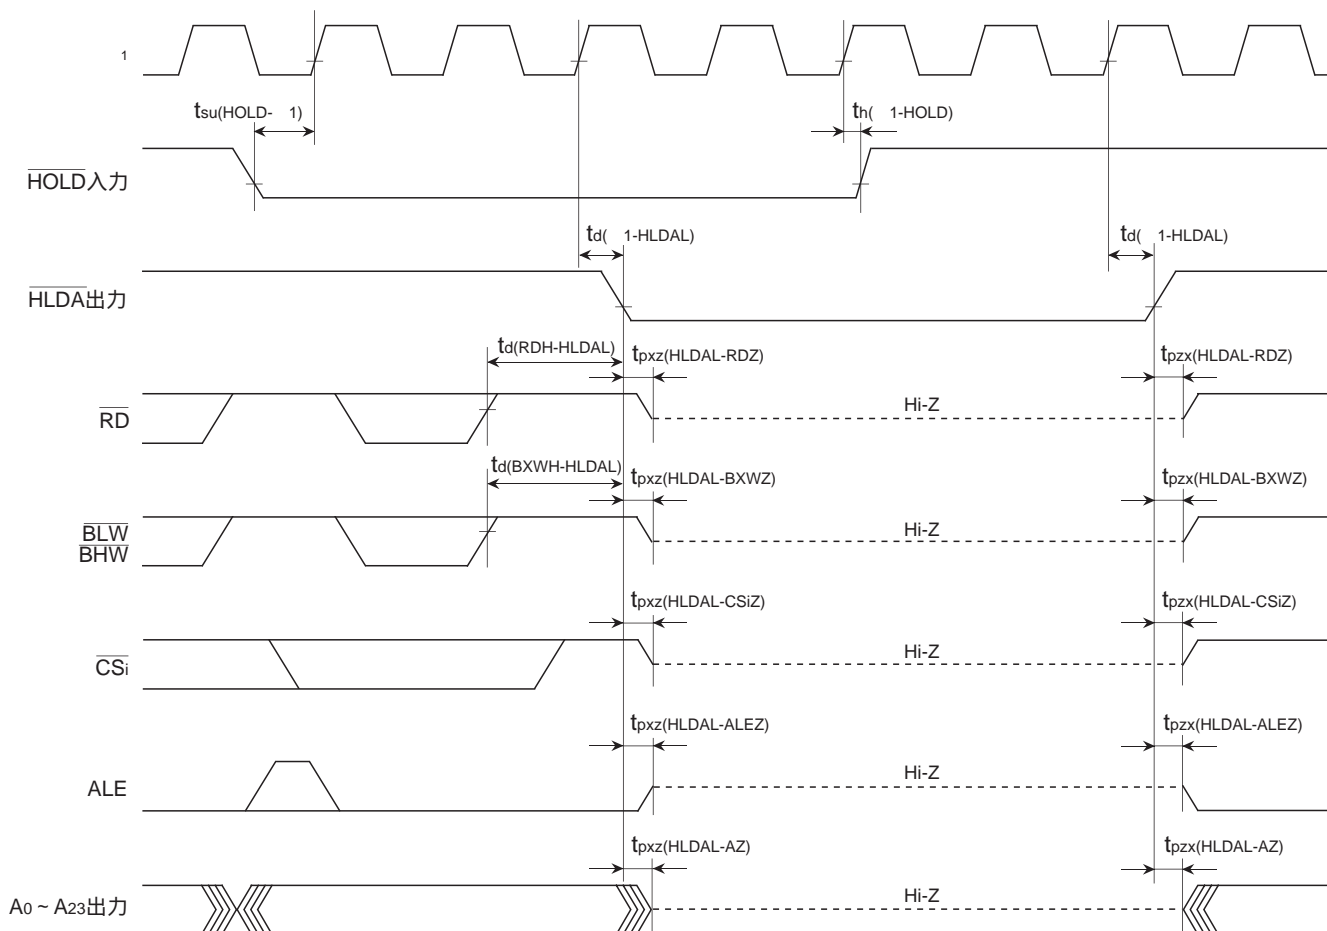 1
tsu(HOLD- 1)
th( 1-HOLD)
HOLD入力
td( 1-HLDAL)
td( 1-HLDAL)
HLDA出力
td(RDH-HLDAL)
tpxz(HLDAL-RDZ)
tpzx(HLDAL-RDZ)
RD
Hi-Z
td(BXWH-HLDAL)
tpxz(HLDAL-BXWZ)
tpzx(HLDAL-BXWZ)
BLW
BHW
Hi-Z
tpxz(HLDAL-CSiZ)
tpzx(HLDAL-CSiZ)
CSi
Hi-Z
tpxz(HLDAL-ALEZ)
tpzx(HLDAL-ALEZ)
ALE
Hi-Z
tpxz(HLDAL-AZ)
tpzx(HLDAL-AZ)
A0 ~ A23出力
Hi-Z